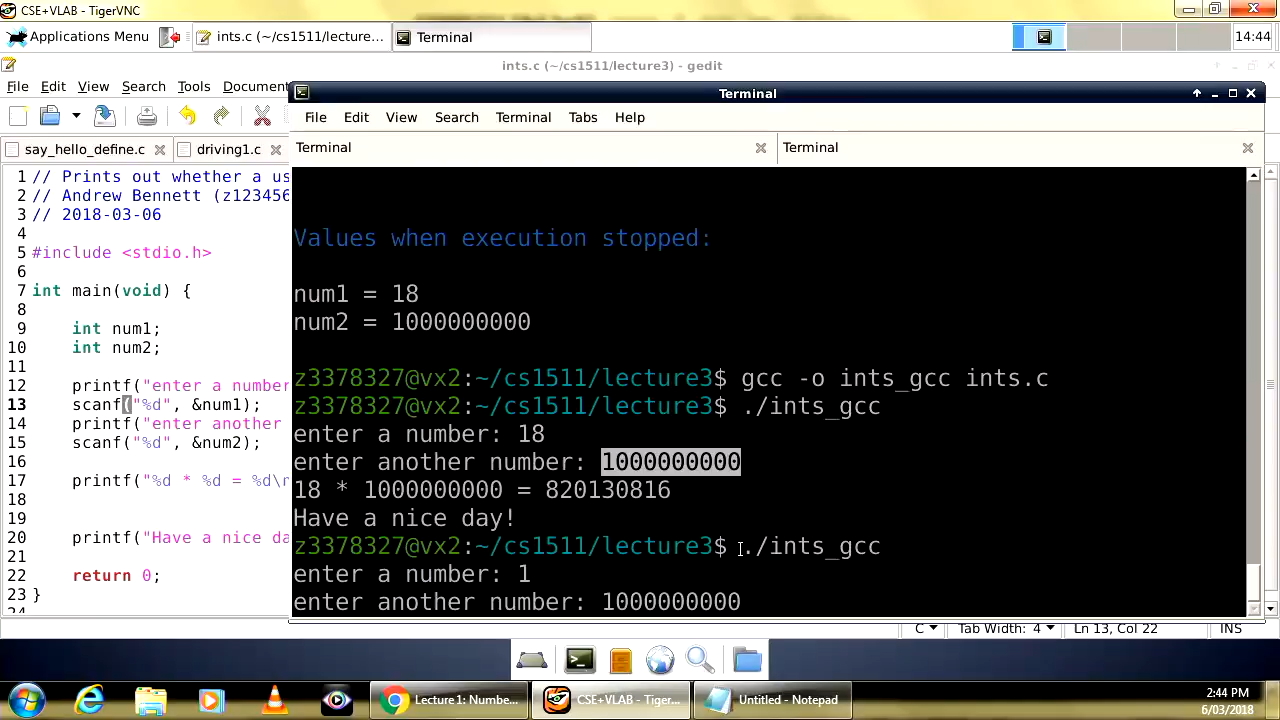 CSE+VLAB - TigerVNC
Applications Menu
ints.c (~/cs1511/lecture...
Terminal
14:44
ints.c (~/cs1511/lecture3) - gedit
File Edit View Search Tools Documen
Terminal
File Edit View Search Terminal Tabs Help
say_hello_define.c
driving1.c
Terminal
Terminal
1 // Prints out whether a us
2 // Andrew Bennett (z123456
3 // 2018-03-06
4
5 #include <stdio.h>
6
7 int main(void) {
8
9 int num1;
10 int num2;
11
12 printf("enter a number
13 scanf("%d", &num1);
14 printf("enter another
15 scanf("%d", &num2);
16
17 printf("%d * %d = %d\n
18
19
20 printf("Have a nice da
21
22 return 0;
23 }
24
Values when execution stopped:
num1 = 18
num2 = 1000000000
z3378327@vx2:~/cs1511/lecture3$ gcc -o ints_gcc ints.c
z3378327@vx2:~/cs1511/lecture3$ ./ints_gcc
enter a number: 18
enter another number: 1000000000
18 * 1000000000 = 820130816
Have a nice day!
z3378327@vx2:~/cs1511/lecture3$ ./ints_gcc
enter a number: 1
enter another number: 1000000000
C
Tab Width: 4
Ln 13, Col 22
INS
Lecture 1: Numbe...
CSE+VLAB - Tiger...
Untitled - Notepad
2:44 PM
6/03/2018